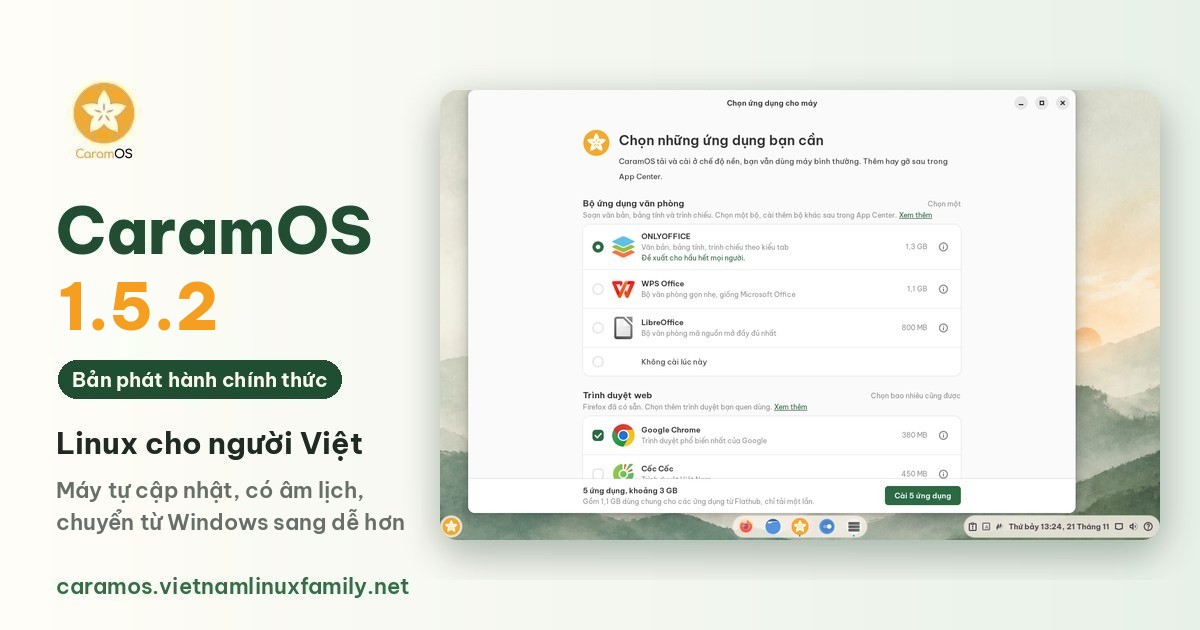 CaramOS
CaramOS
1.5.2
Bản phát hành chính thức
Linux cho người Việt
Máy tự cập nhật, có âm lịch,
chuyển từ Windows sang dễ hơn
caramos.vietnamlinuxfamily.net
Chọn ứng dụng cho máy
Chọn những ứng dụng bạn cần
CaramOS tải và cài ở chế độ nền, bạn vẫn dùng máy bình thường. Thêm hay gỡ sau trong
App Center.
Bộ ứng dụng văn phòng
Chọn một
Soạn văn bản, bảng tính và trình chiếu. Chọn một bộ, cài thêm bộ khác sau trong App Center. Xem thêm
ONLYOFFICE
Văn bản, bảng tính, trình chiếu theo kiểu tab
Đề xuất cho hầu hết mọi người.
1,3 GB
WPS Office
Bộ văn phòng gọn nhẹ, giống Microsoft Office
1,1 GB
LibreOffice
Bộ văn phòng mã nguồn mở đầy đủ nhất
800 MB
Không cài lúc này
Trình duyệt web
Chọn bao nhiêu cũng được
Firefox đã có sẵn. Chọn thêm trình duyệt bạn quen dùng. Xem thêm
Google Chrome
Trình duyệt phổ biến nhất của Google
380 MB
Cốc Cốc
450 MB
5 ứng dụng, khoảng 3 GB
Gồm 1,1 GB dùng chung cho các ứng dụng từ Flathub, chỉ tải một lần.
Cài 5 ứng dụng
Thứ bảy 13:24, 21 Tháng 11